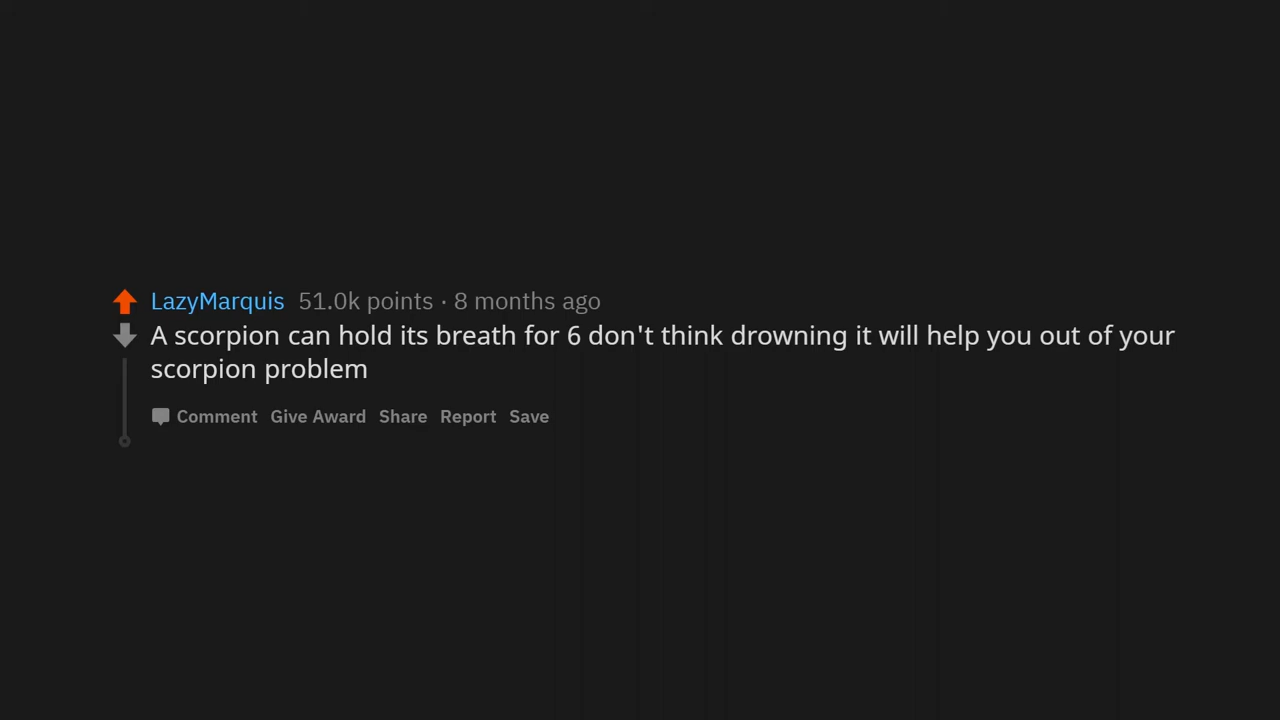 LazyMarquis 51.0k points · 8 months ago
A scorpion can hold its breath for 6 don't think drowning it will help you out of your
scorpion problem
Comment Give Award Share Report Save